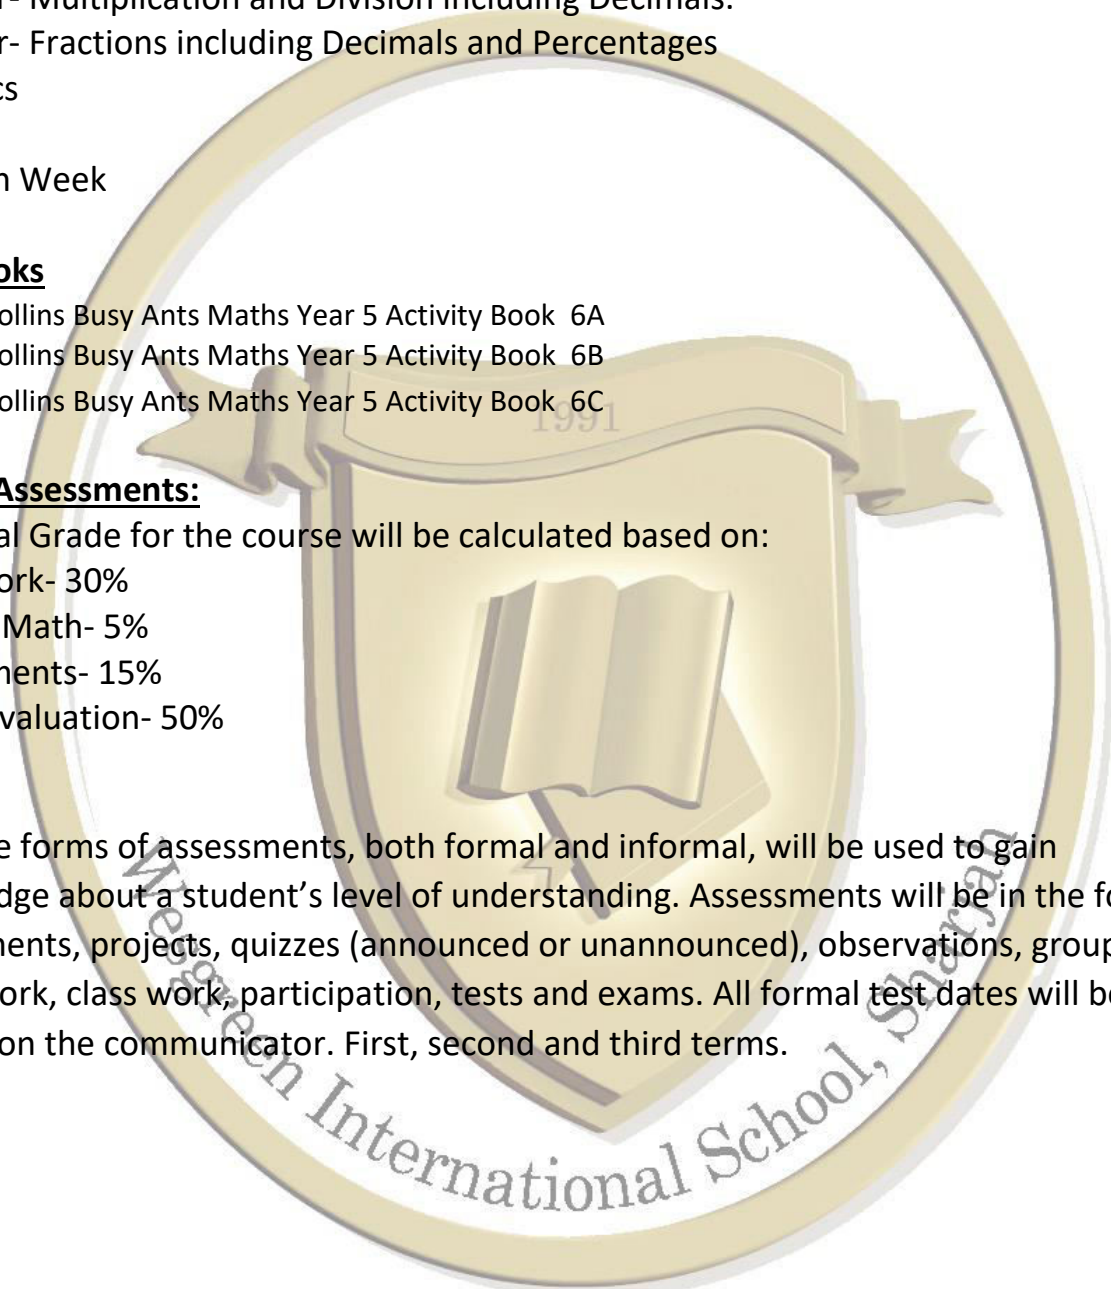 r- Multiplication and Division including Decimals.
r- Fractions including Decimals and Percentages
cs
n Week
oks
ollins Busy Ants Maths Year 5 Activity Book 6A
ollins Busy Ants Maths Year 5 Activity Book 6B
ollins Busy Ants Maths Year 5 Activity Book 6C
1991
Assessments:
al Grade for the course will be calculated based on:
ork- 30%
Math- 5%
nents- 15%
valuation- 50%
e forms of assessments, both formal and informal, will be used to gain
dge about a student’s level of understanding. Assessments will be in the fo
nents, projects, quizzes (announced or unannounced), observations, group
ork, class work, participation, tests and exams. All formal test dates will be
on the communicator. First, second and third terms.
Wesgreen International School, Sharjah